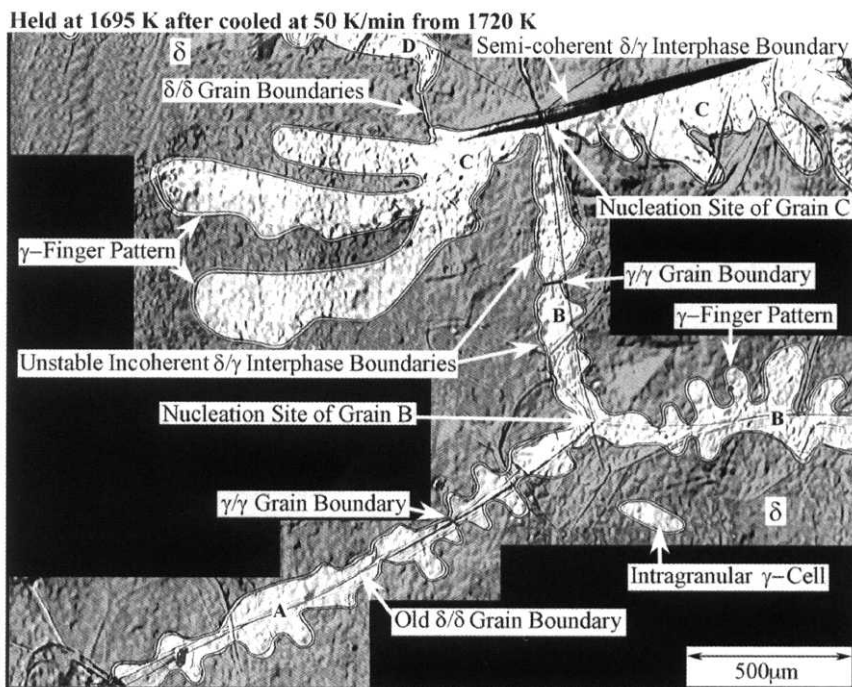 Held at 1695 K after cooled at 50 K/min from 1720 K
δ
D
Semi-coherent δ/γ Interphase Boundary
δ/δ Grain Boundaries
C
C
Nucleation Site of Grain C
γ–Finger Pattern
γ/γ Grain Boundary
B
γ–Finger Pattern
Unstable Incoherent δ/γ Interphase Boundaries
Nucleation Site of Grain B
B
γ/γ Grain Boundary
δ
Intragranular γ–Cell
A
Old δ/δ Grain Boundary
500μm